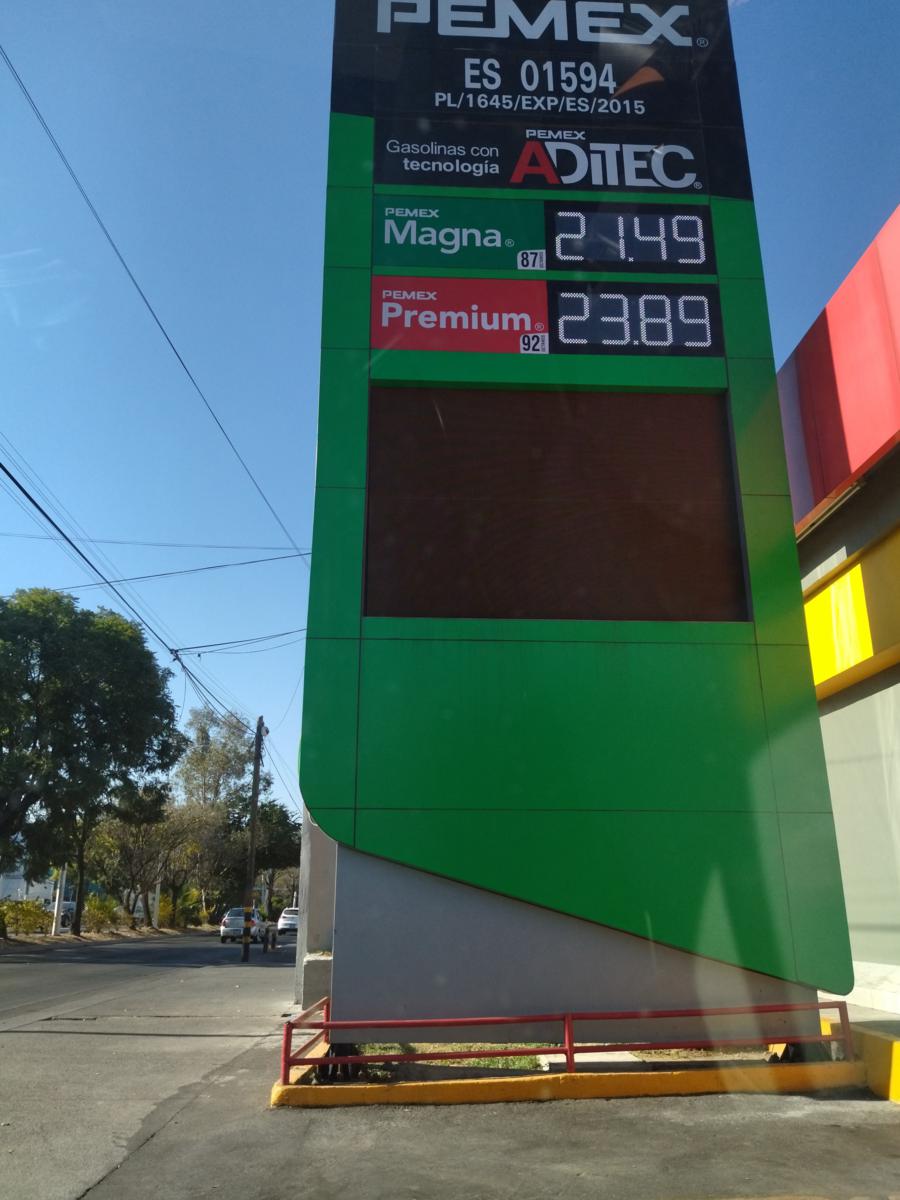 PEMEX®
ES 01594
PL/1645/EXP/ES/2015
Gasolinas con
tecnología
PEMEX
ADiTEC®
PEMEX
Magna®
87
21.49
PEMEX
Premium®
92
23.89